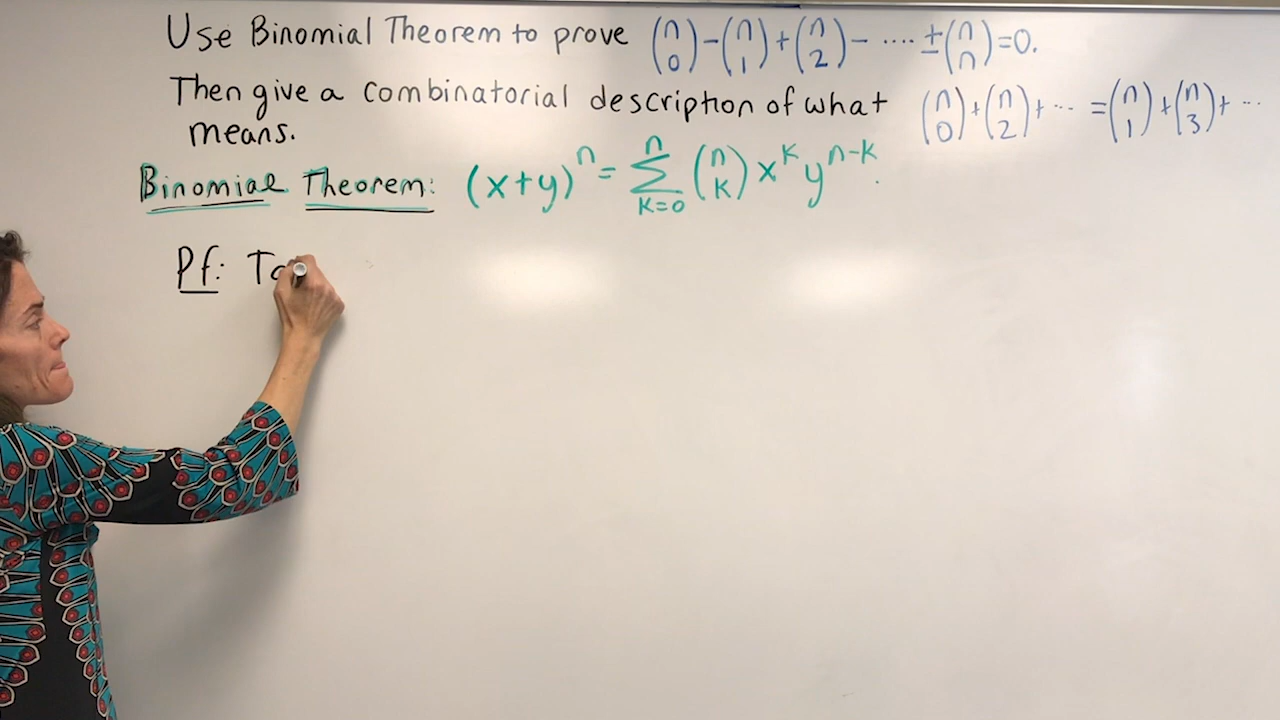 Use Binomial Theorem to prove (n 0) - (n 1) + (n 2) - .... ± (n n) = 0.
Then give a combinatorial description of what (n 0) + (n 2) + ... = (n 1) + (n 3) + ...
means.
Binomial Theorem: (x+y)^n = Σ_{k=0}^{n} (n k) x^k y^{n-k}.
Pf: Ta